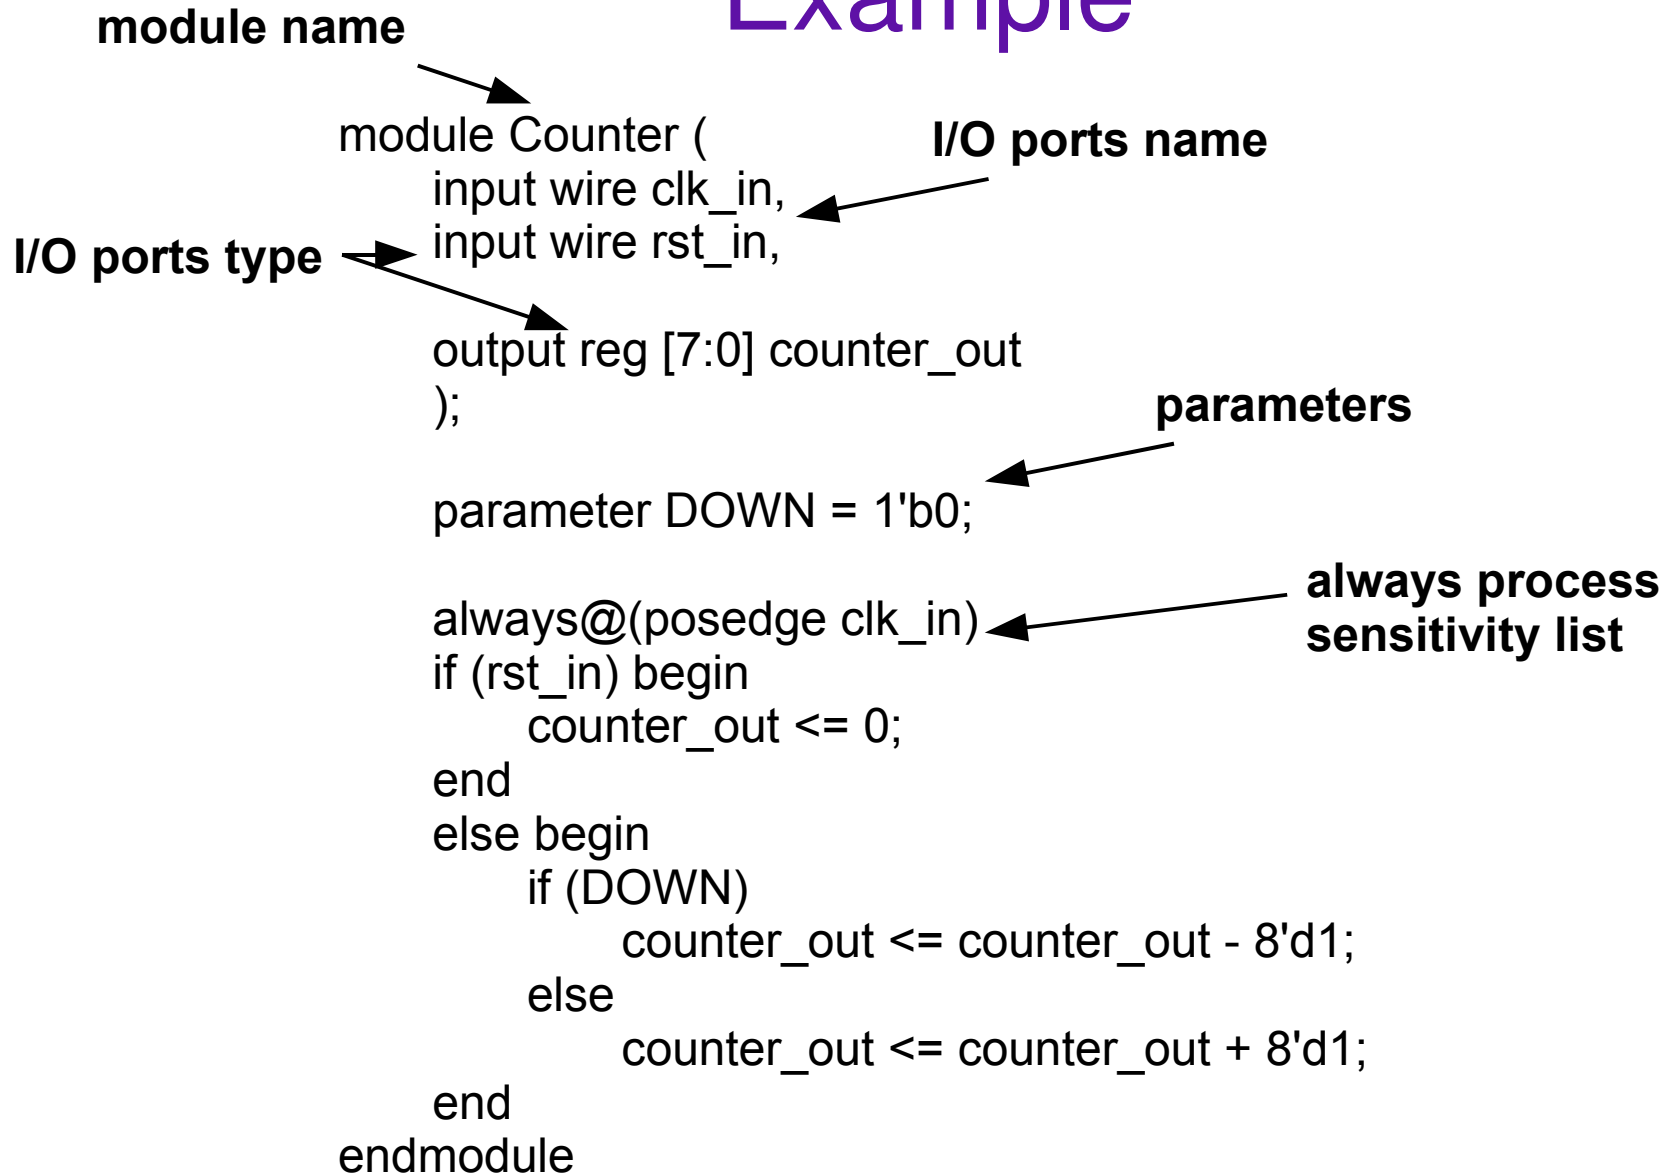 Example
module name
module Counter (
I/O ports name
input wire clk_in,
input wire rst_in,
I/O ports type
output reg [7:0] counter_out
);
parameters
parameter DOWN = 1'b0;
always process
sensitivity list
always@(posedge clk_in)
if (rst_in) begin
counter_out <= 0;
end
else begin
if (DOWN)
counter_out <= counter_out - 8'd1;
else
counter_out <= counter_out + 8'd1;
end
endmodule